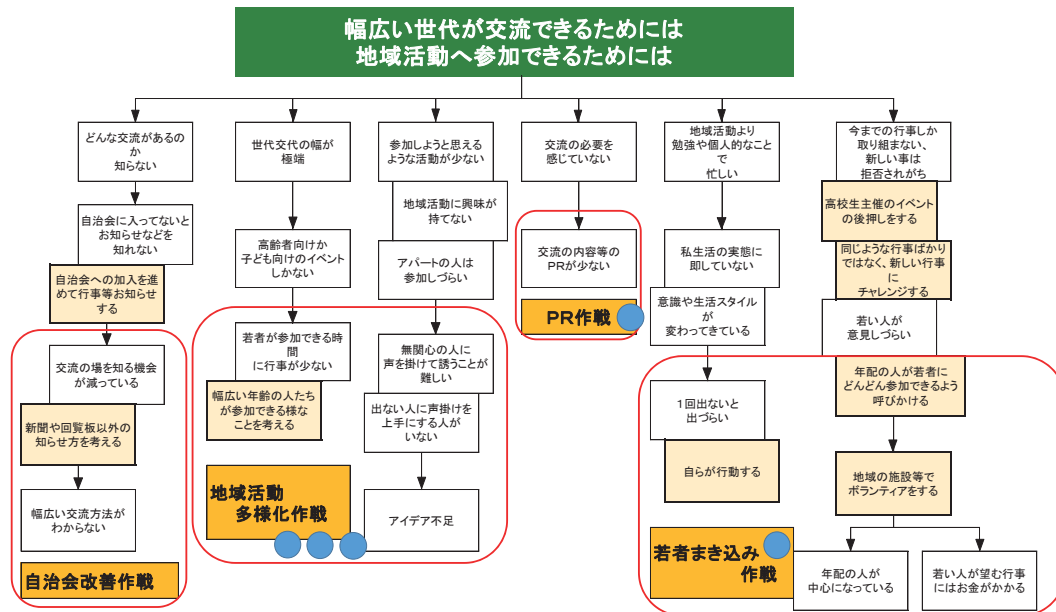 幅広い世代が交流できるためには
地域活動へ参加できるためには
どんな交流があるの
か
知らない
自治会に入ってないと
お知らせなどを
知れない
自治会への加入を進
めて行事等お知らせ
する
交流の場を知る機会
が減っている
新聞や回覧板以外の
知らせ方を考える
幅広い交流方法が
わからない
自治会改善作戦
世代交代の幅が
極端
高齢者向けか
子ども向けのイベント
しかない
若者が参加できる時
間
に行事が少ない
幅広い年齢の人たち
が参加できる様な
ことを考える
地域活動
多様化作戦
参加しようと思える
ような活動が少ない
地域活動に興味が
持てない
アパートの人は
参加しづらい
無関心の人に
声を掛けて誘うことが
難しい
出ない人に声掛けを
上手にする人が
いない
アイデア不足
交流の必要を
感じていない
交流の内容等の
PRが少ない
PR作戦
地域活動より
勉強や個人的なこと
で
忙しい
私生活の実態に
即していない
意識や生活スタイル
が
変わってきている
1回出ないと
出づらい
自らが行動する
若者まき込み
作戦
今までの行事しか
取り組まない、
新しい事は
拒否されがち
高校生主催のイベント
の後押しをする
同じような行事ばかり
ではなく、新しい行事
に
チャレンジする
若い人が
意見しづらい
年配の人が若者に
どんどん参加できるよう
呼びかける
地域の施設等で
ボランティアをする
年配の人が
中心になっている
若い人が望む行事
にはお金がかかる